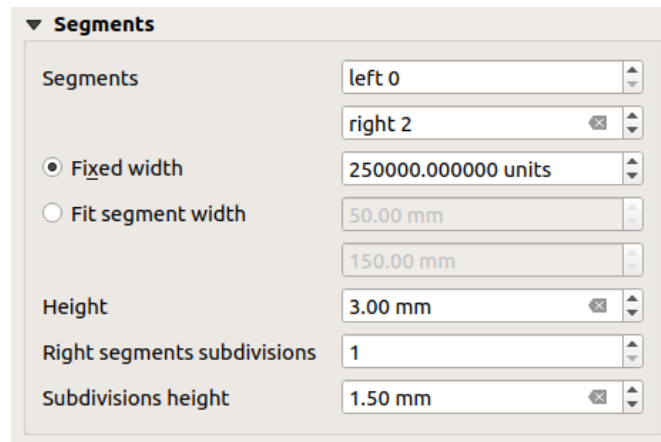 Segments
Segments left 0
right 2
Fixed width 250000.000000 units
Fit segment width 50.00 mm
150.00 mm
Height 3.00 mm
Right segments subdivisions 1
Subdivisions height 1.50 mm